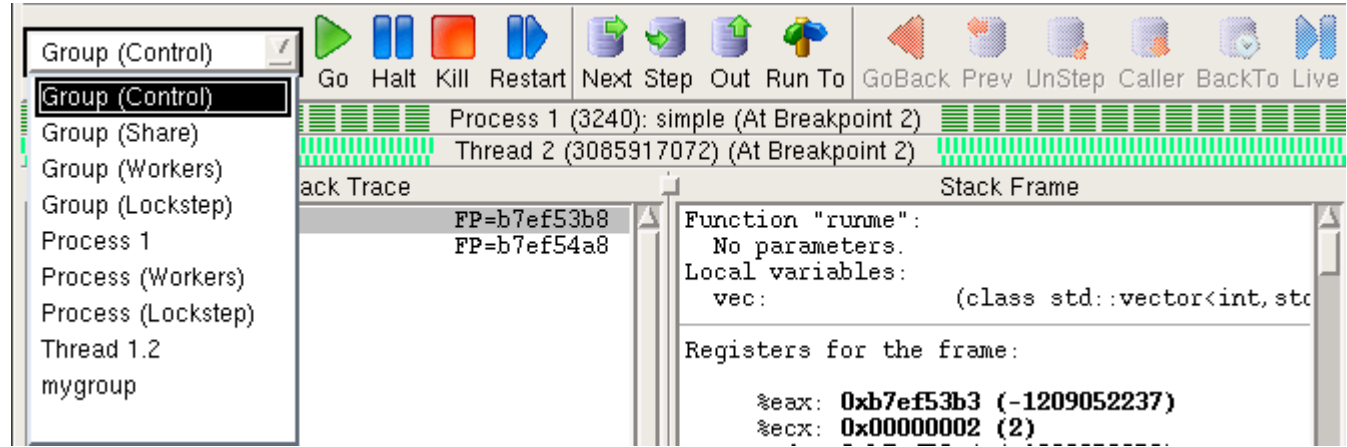 Group (Control)
Go Halt Kill Restart Next Step Out Run To GoBack Prev UnStep Caller BackTo Live
Group (Control)
Group (Share)
Group (Workers)
Group (Lockstep)
Process 1
Process (Workers)
Process (Lockstep)
Thread 1.2
mygroup
Process 1 (3240): simple (At Breakpoint 2)
Thread 2 (3085917072) (At Breakpoint 2)
ack Trace
FP=b7ef53b8
FP=b7ef54a8
Stack Frame
Function "runme":
No parameters.
Local variables:
vec: (class std::vector<int,std
Registers for the frame:
%eax: 0xb7ef53b3 (-1209052237)
%ecx: 0x00000002 (2)